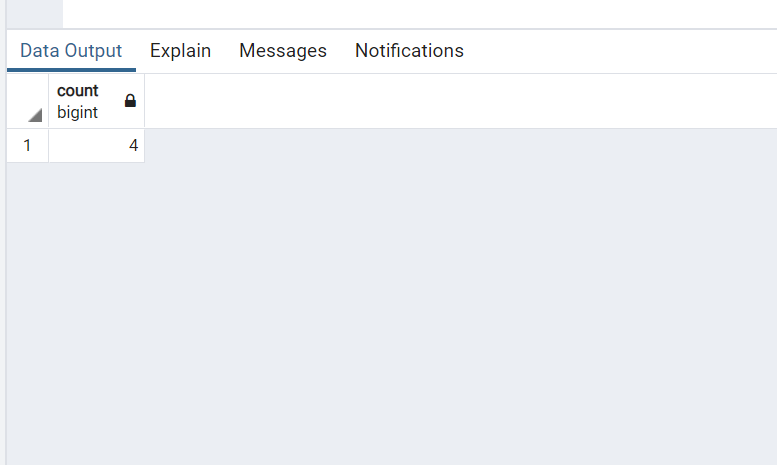 Data Output Explain Messages Notifications
count
bigint
1 4